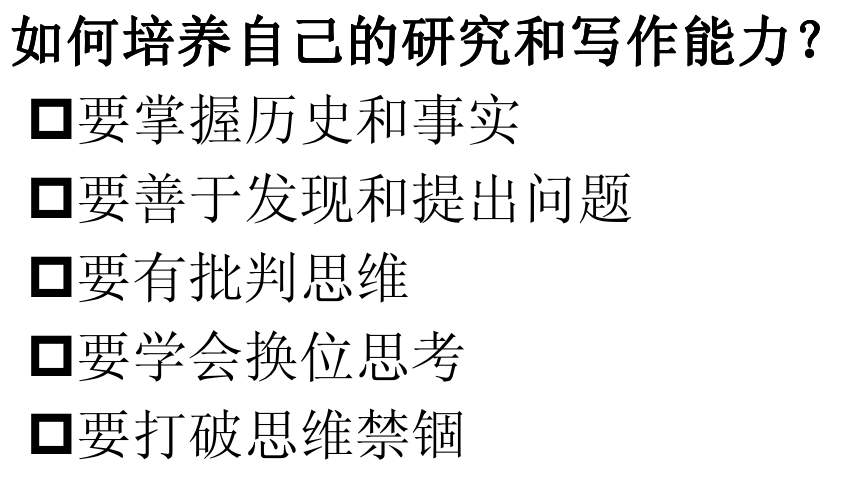 如何培养自己的研究和写作能力？
要掌握历史和事实
要善于发现和提出问题
要有批判思维
要学会换位思考
要打破思维禁锢